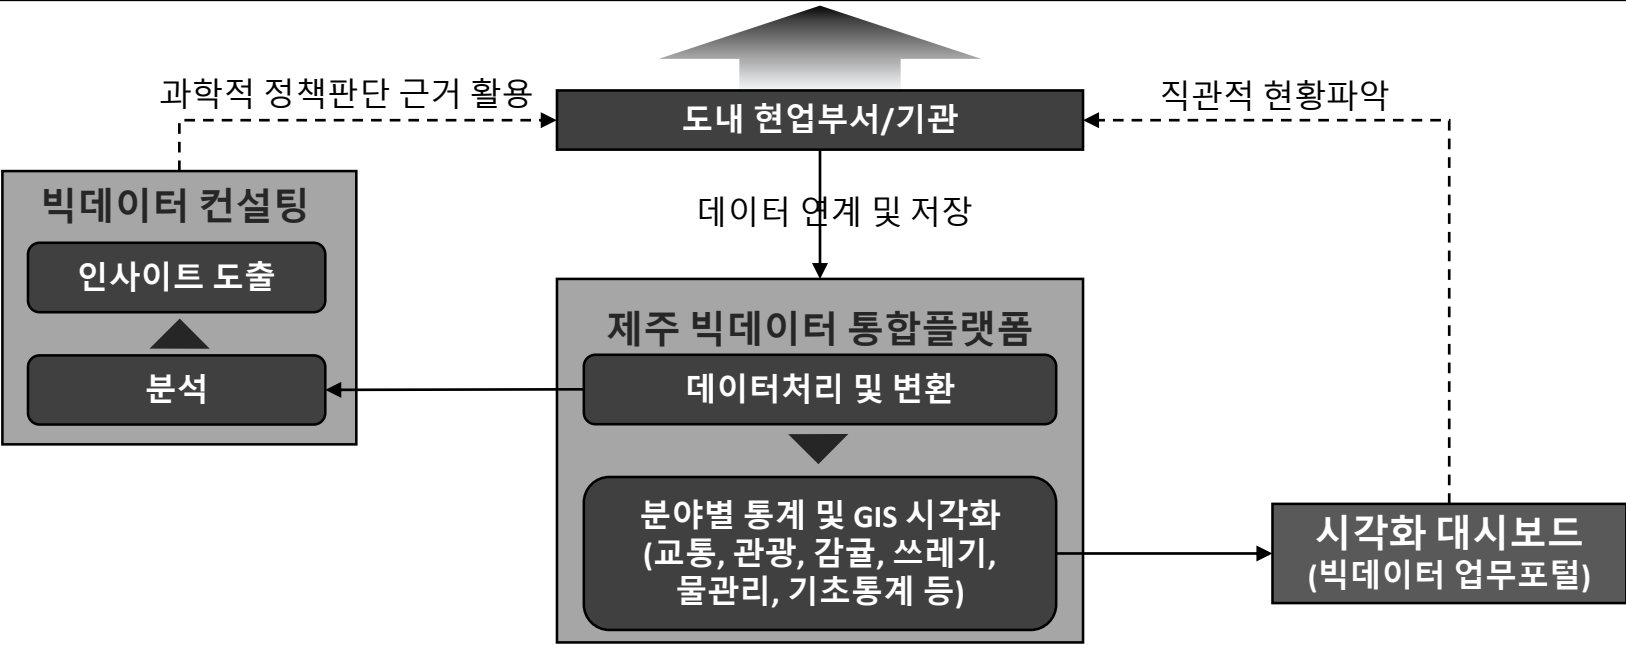 과학적 정책판단 근거 활용
직관적 현황파악
도내 현업부서/기관
데이터 연계 및 저장
빅데이터 컨설팅
인사이트 도출
분석
제주 빅데이터 통합플랫폼
데이터처리 및 변환
분야별 통계 및 GIS 시각화
(교통, 관광, 감귤, 쓰레기,
물관리, 기초통계 등)
시각화 대시보드
(빅데이터 업무포털)